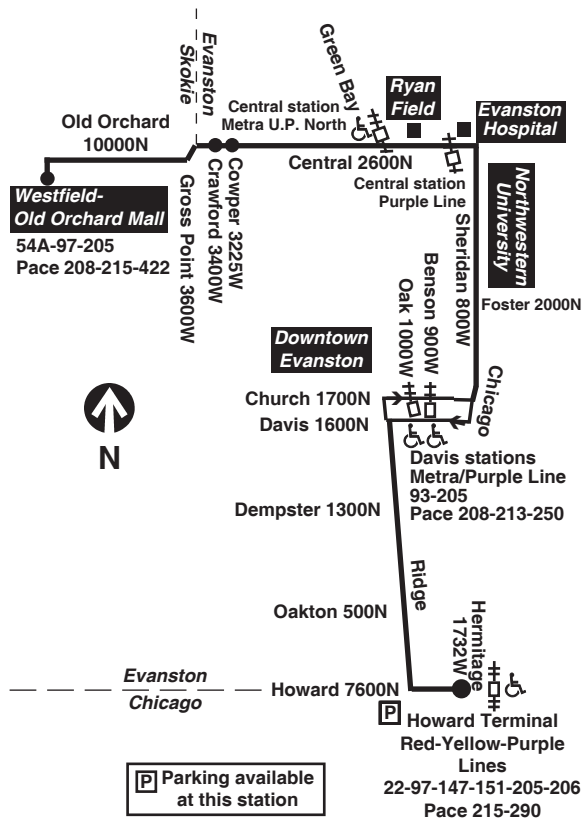 Evanston
Skokie
Green Bay
Ryan
Field
Evanston
Hospital
Central station
Metra U.P. North
Old Orchard
10000N
Central 2600N
Central station
Purple Line
Westfield-
Old Orchard Mall
54A-97-205
Pace 208-215-422
Gross Point 3600W
Crawford 3400W
Cowper 3225W
Northwestern
University
Sheridan 800W
Foster 2000N
Downtown
Evanston
Oak 1000W
Benson 900W
Chicago
Church 1700N
Davis 1600N
N
Davis stations
Metra/Purple Line
93-205
Pace 208-213-250
Dempster 1300N
Ridge
Oakton 500N
Hermitage
1732W
Evanston
Chicago
Howard 7600N
P
Howard Terminal
Red-Yellow-Purple
Lines
22-97-147-151-205-206
Pace 215-290
P Parking available
at this station